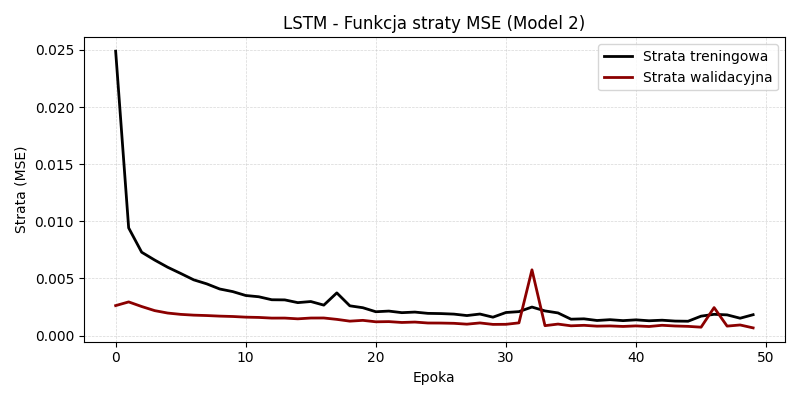 LSTM - Funkcja straty MSE (Model 2)
Strata treningowa
Strata walidacyjna
Strata (MSE)
0.025
0.020
0.015
0.010
0.005
0.000
0 10 20 30 40 50
Epoka